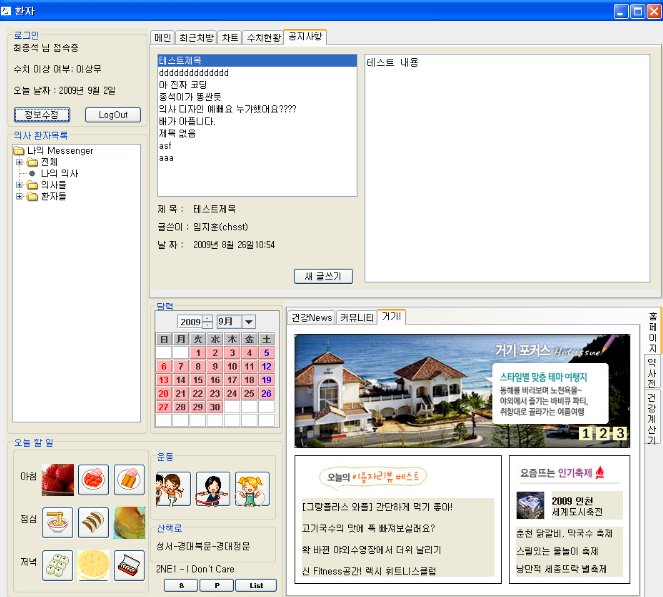 환자
로그인
최종석 님 접속중
수치 이상 여부: 이상무
오늘 날짜 : 2009년 9월 2일
정보수정
LogOut
의사 환자목록
나의 Messenger
전체
나의 의사
의사들
환자들
메인
최근처방
차트
수치현황
공지사항
테스트제목
dddddddddddddd
아 진짜 코딩
종석이가 똥싼듯
의사 디자인 예뻐요 누가했어요????
배가 아픕니다.
제목 없음
asf
aaa
제 목 : 테스트제목
글쓴이 : 임지훈(chsst)
날 짜 : 2009년 8월 26일10:54
새 글쓰기
테스트 내용
달력
2009
9月
日 月 火 水 木 金 土
1 2 3 4 5
6 7 8 9 10 11 12
13 14 15 16 17 18 19
20 21 22 23 24 25 26
27 28 29 30
건강News
커뮤니티
거기!
거기 포커스 Hot issue
스타일별 맞춤 테마 여행지
동해를 바라보며 노천욕을~
야외에서 즐기는 바비큐 파티,
취향대로 골라가는 여름여행
1 2 3
홈페이지
약사전
건강계산기
오늘의 이용자리뷰 베스트
[그랑플라스 와플] 간단하게 먹기 좋아!
고기국수의 맛에 푹 빠져보실래요?
확 바뀐 야외수영장에서 더위 날리기
신 Fitness공간! 렉시 휘트니스클럽
요즘뜨는 인기축제
2009 인천
세계도시축전
춘천 닭갈비, 막국수 축제
스릴있는 물놀이 축제
낭만적 세종뜨락 별축제
오늘 할 일
아침
점심
저녁
운동
산책로
성서-경대북문-경대정문
2NE1 - I Don't Care
S
P
List